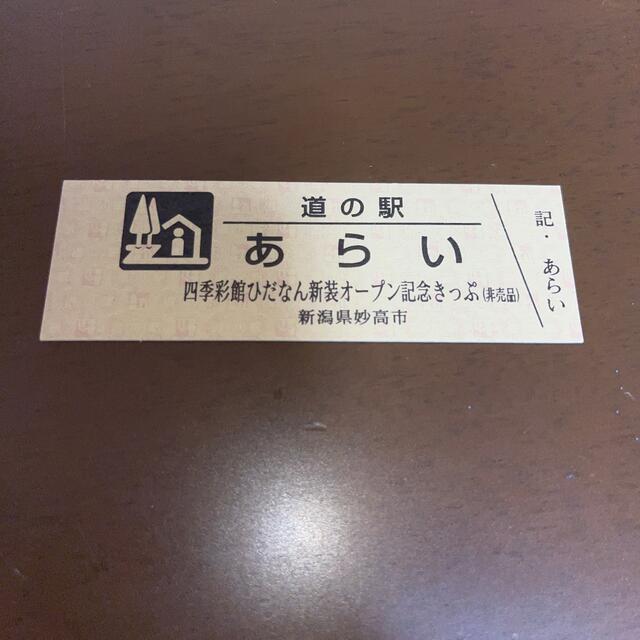 道の駅
あらい
四季彩館ひだなん新装オープン記念きっぷ(非売品)
新潟県妙高市
記・あらい